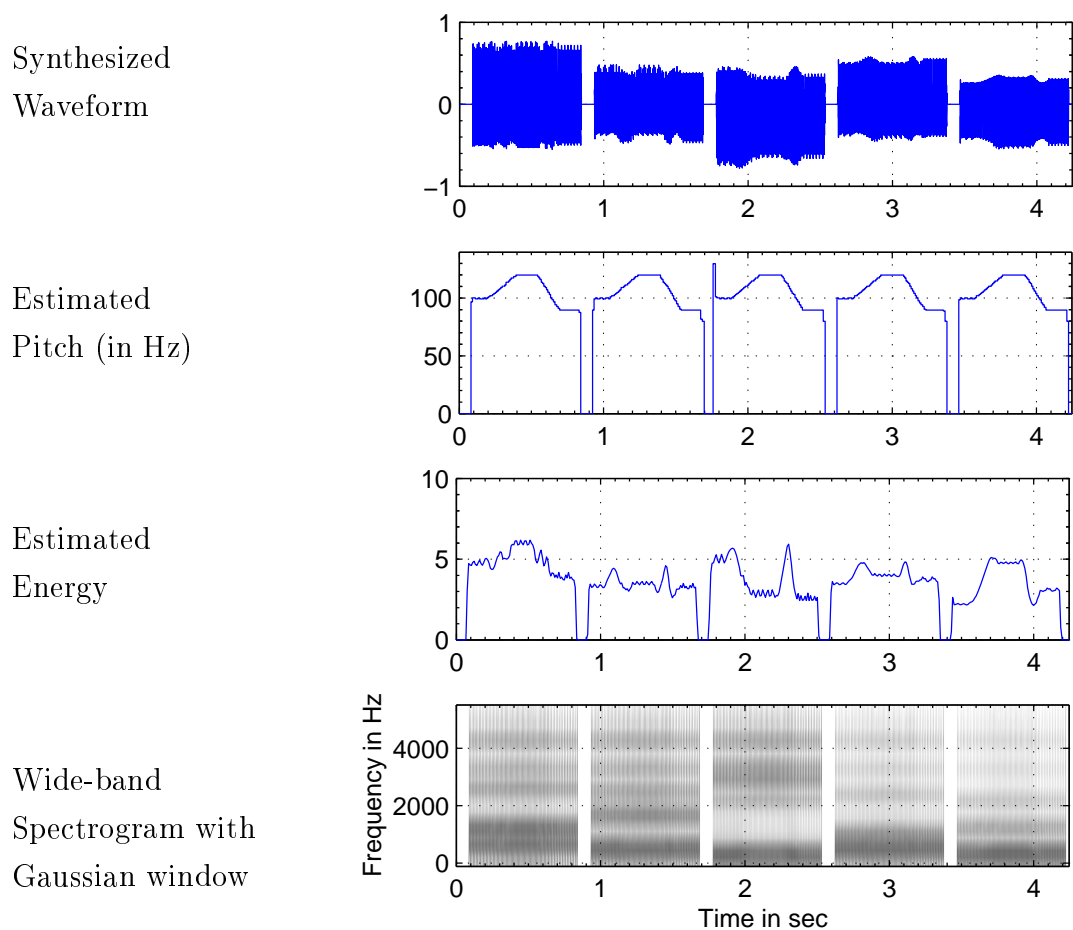 Synthesized
Waveform
1
0
−1
0 1 2 3 4
Estimated
Pitch (in Hz)
100
50
0
0 1 2 3 4
Estimated
Energy
10
5
0
0 1 2 3 4
Wide-band
Spectrogram with
Gaussian window
Frequency in Hz
4000
2000
0
0 1 2 3 4
Time in sec